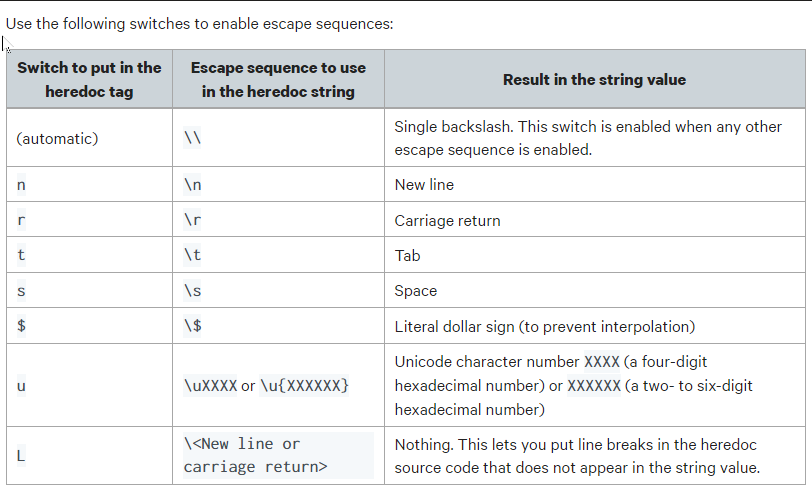 Use the following switches to enable escape sequences:
Switch to put in the
heredoc tag
Escape sequence to use
in the heredoc string
Result in the string value
(automatic)
\\
Single backslash. This switch is enabled when any other
escape sequence is enabled.
n
\n
New line
r
\r
Carriage return
t
\t
Tab
s
\s
Space
$
\$
Literal dollar sign (to prevent interpolation)
u
\uXXXX or \u{XXXXXX}
Unicode character number XXXX (a four-digit
hexadecimal number) or XXXXXX (a two- to six-digit
hexadecimal number)
L
\<New line or
carriage return>
Nothing. This lets you put line breaks in the heredoc
source code that does not appear in the string value.